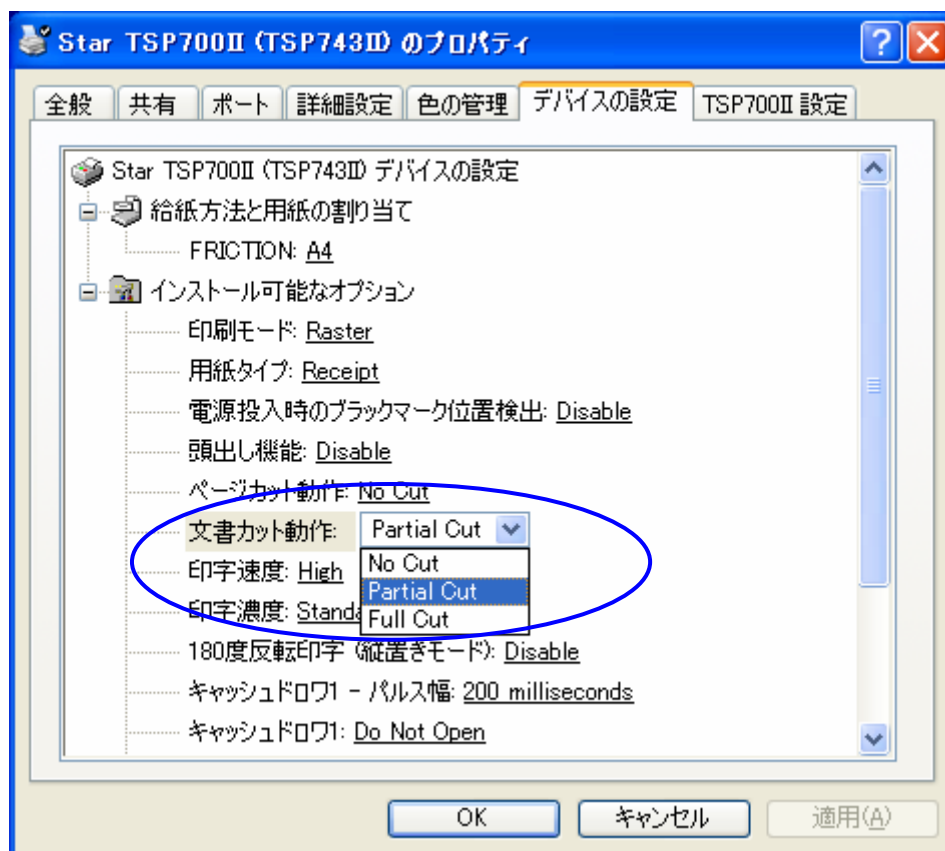 Star TSP700Ⅱ (TSP743Ⅱ) のプロパティ
全般 共有 ポート 詳細設定 色の管理 デバイスの設定 TSP700Ⅱ 設定
Star TSP700Ⅱ (TSP743Ⅱ) デバイスの設定
給紙方法と用紙の割り当て
FRICTION: A4
インストール可能なオプション
印刷モード: Raster
用紙タイプ: Receipt
電源投入時のブラックマーク位置検出: Disable
頭出し機能: Disable
ページカット動作: No Cut
文書カット動作: Partial Cut
No Cut
印字速度: High
Partial Cut
印字濃度: Standa
Full Cut
180度反転印字 (縦置きモード): Disable
キャッシュドロワ1 - パルス幅: 200 milliseconds
キャッシュドロワ1: Do Not Open
OK キャンセル 適用(A)